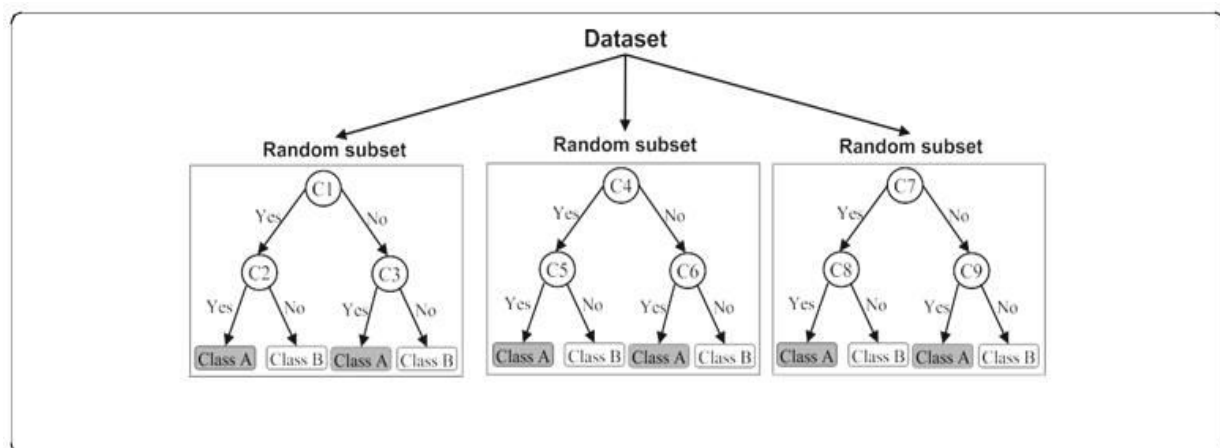 Dataset
Random subset Random subset Random subset
C1 C4 C7
Yes No Yes No Yes No
C2 C3 C5 C6 C8 C9
Yes No Yes No Yes No Yes No Yes No Yes No
Class A Class B Class A Class B Class A Class B Class A Class B Class A Class B Class A Class B